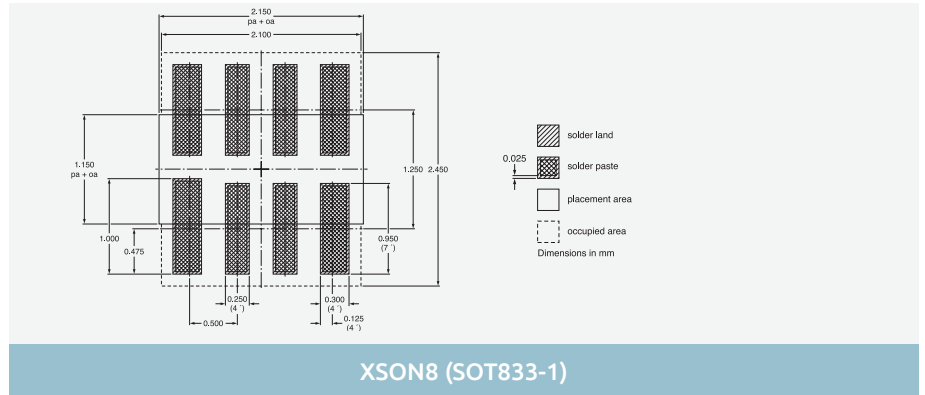 2.150
pa + oa
2.100
1.150
pa + oa
1.250
2.450
1.000
0.475
0.950
(7 ´)
0.250
(4 ´)
0.300
(4 ´)
0.500
0.125
(4 ´)
solder land
0.025
solder paste
placement area
occupied area
Dimensions in mm
XSON8 (SOT833-1)